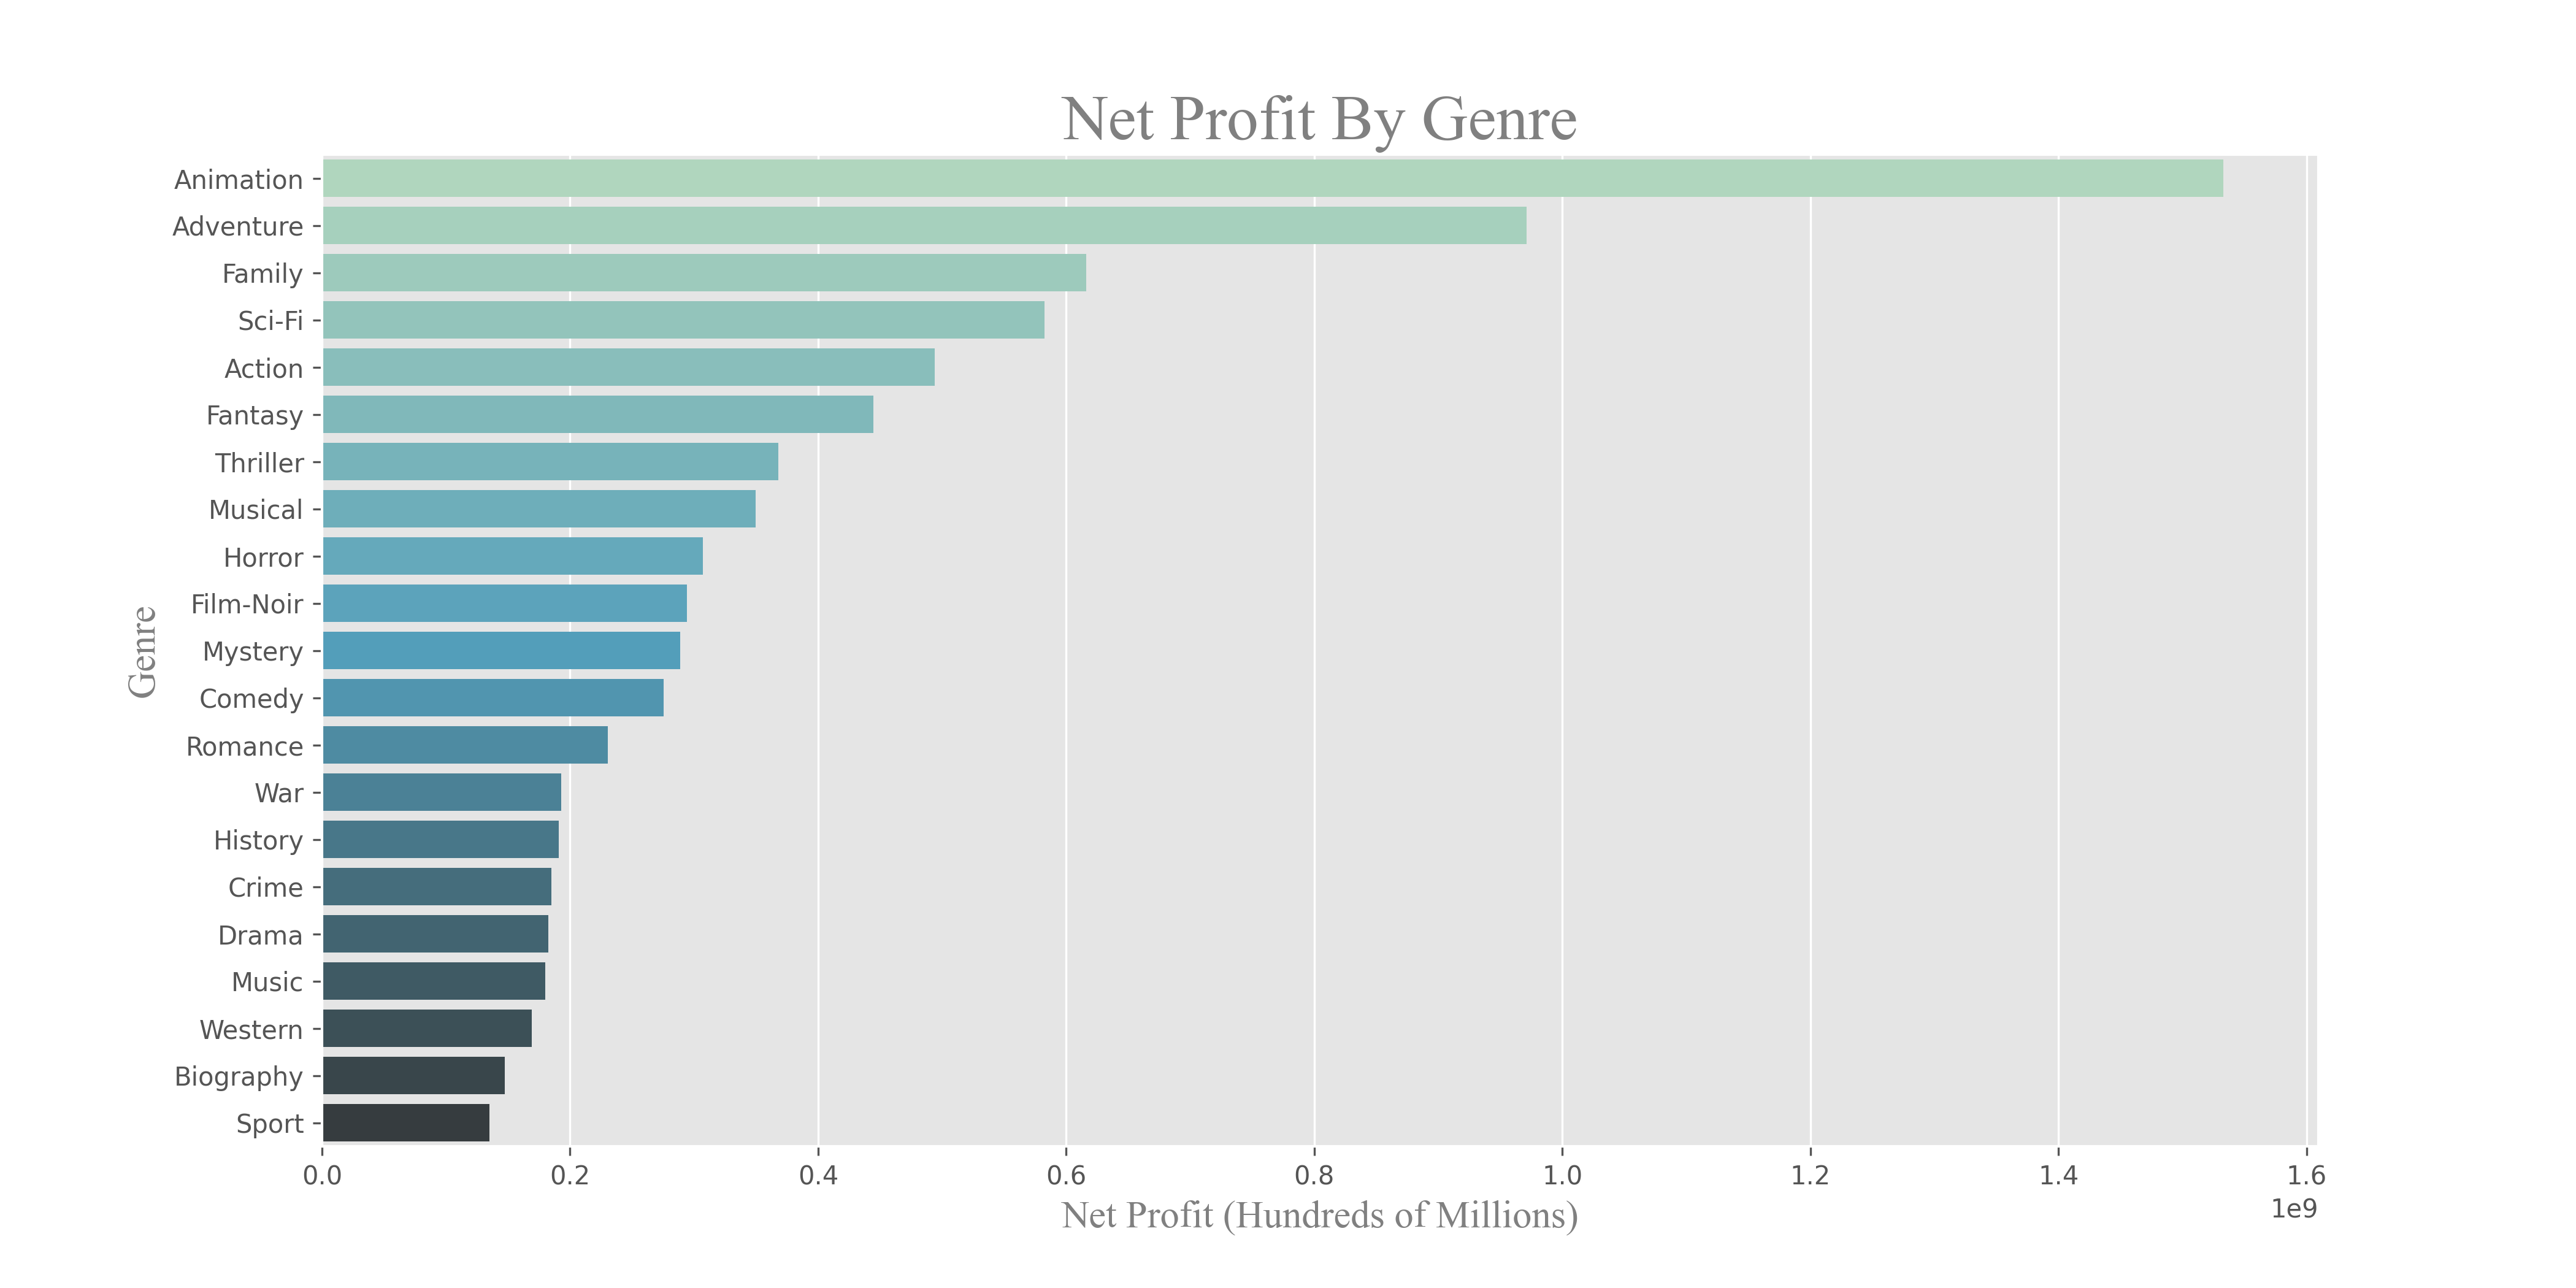 Net Profit By Genre
Animation
Adventure
Family
Sci-Fi
Action
Fantasy
Thriller
Musical
Horror
Film-Noir
Mystery
Comedy
Romance
War
History
Crime
Drama
Music
Western
Biography
Sport
Genre
0.0 0.2 0.4 0.6 0.8 1.0 1.2 1.4 1.6
1e9
Net Profit (Hundreds of Millions)